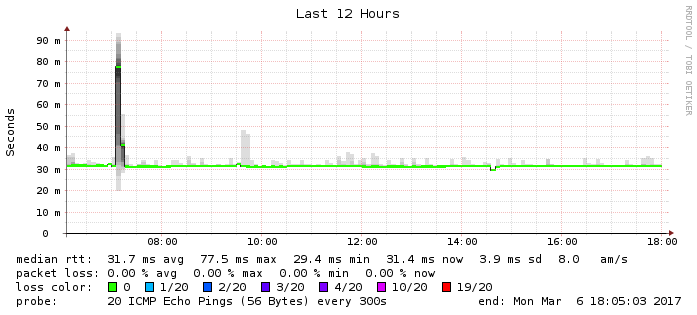 Last 12 Hours
RRDTOOL / TOBI OETIKER
Seconds
90 m
80 m
70 m
60 m
50 m
40 m
30 m
20 m
10 m
0
08:00 10:00 12:00 14:00 16:00 18:00
median rtt: 31.7 ms avg 77.5 ms max 29.4 ms min 31.4 ms now 3.9 ms sd 8.0 am/s
packet loss: 0.00 % avg 0.00 % max 0.00 % min 0.00 % now
loss color: 0 1/20 2/20 3/20 4/20 10/20 19/20
probe: 20 ICMP Echo Pings (56 Bytes) every 300s end: Mon Mar 6 18:05:03 2017